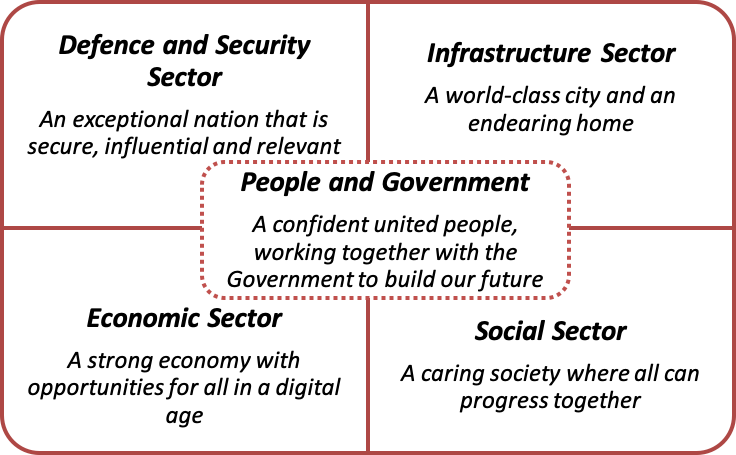 Defence and Security
Sector
An exceptional nation that is
secure, influential and relevant
Infrastructure Sector
A world-class city and an
endearing home
People and Government
A confident united people,
working together with the
Government to build our future
Economic Sector
A strong economy with
opportunities for all in a digital
age
Social Sector
A caring society where all can
progress together